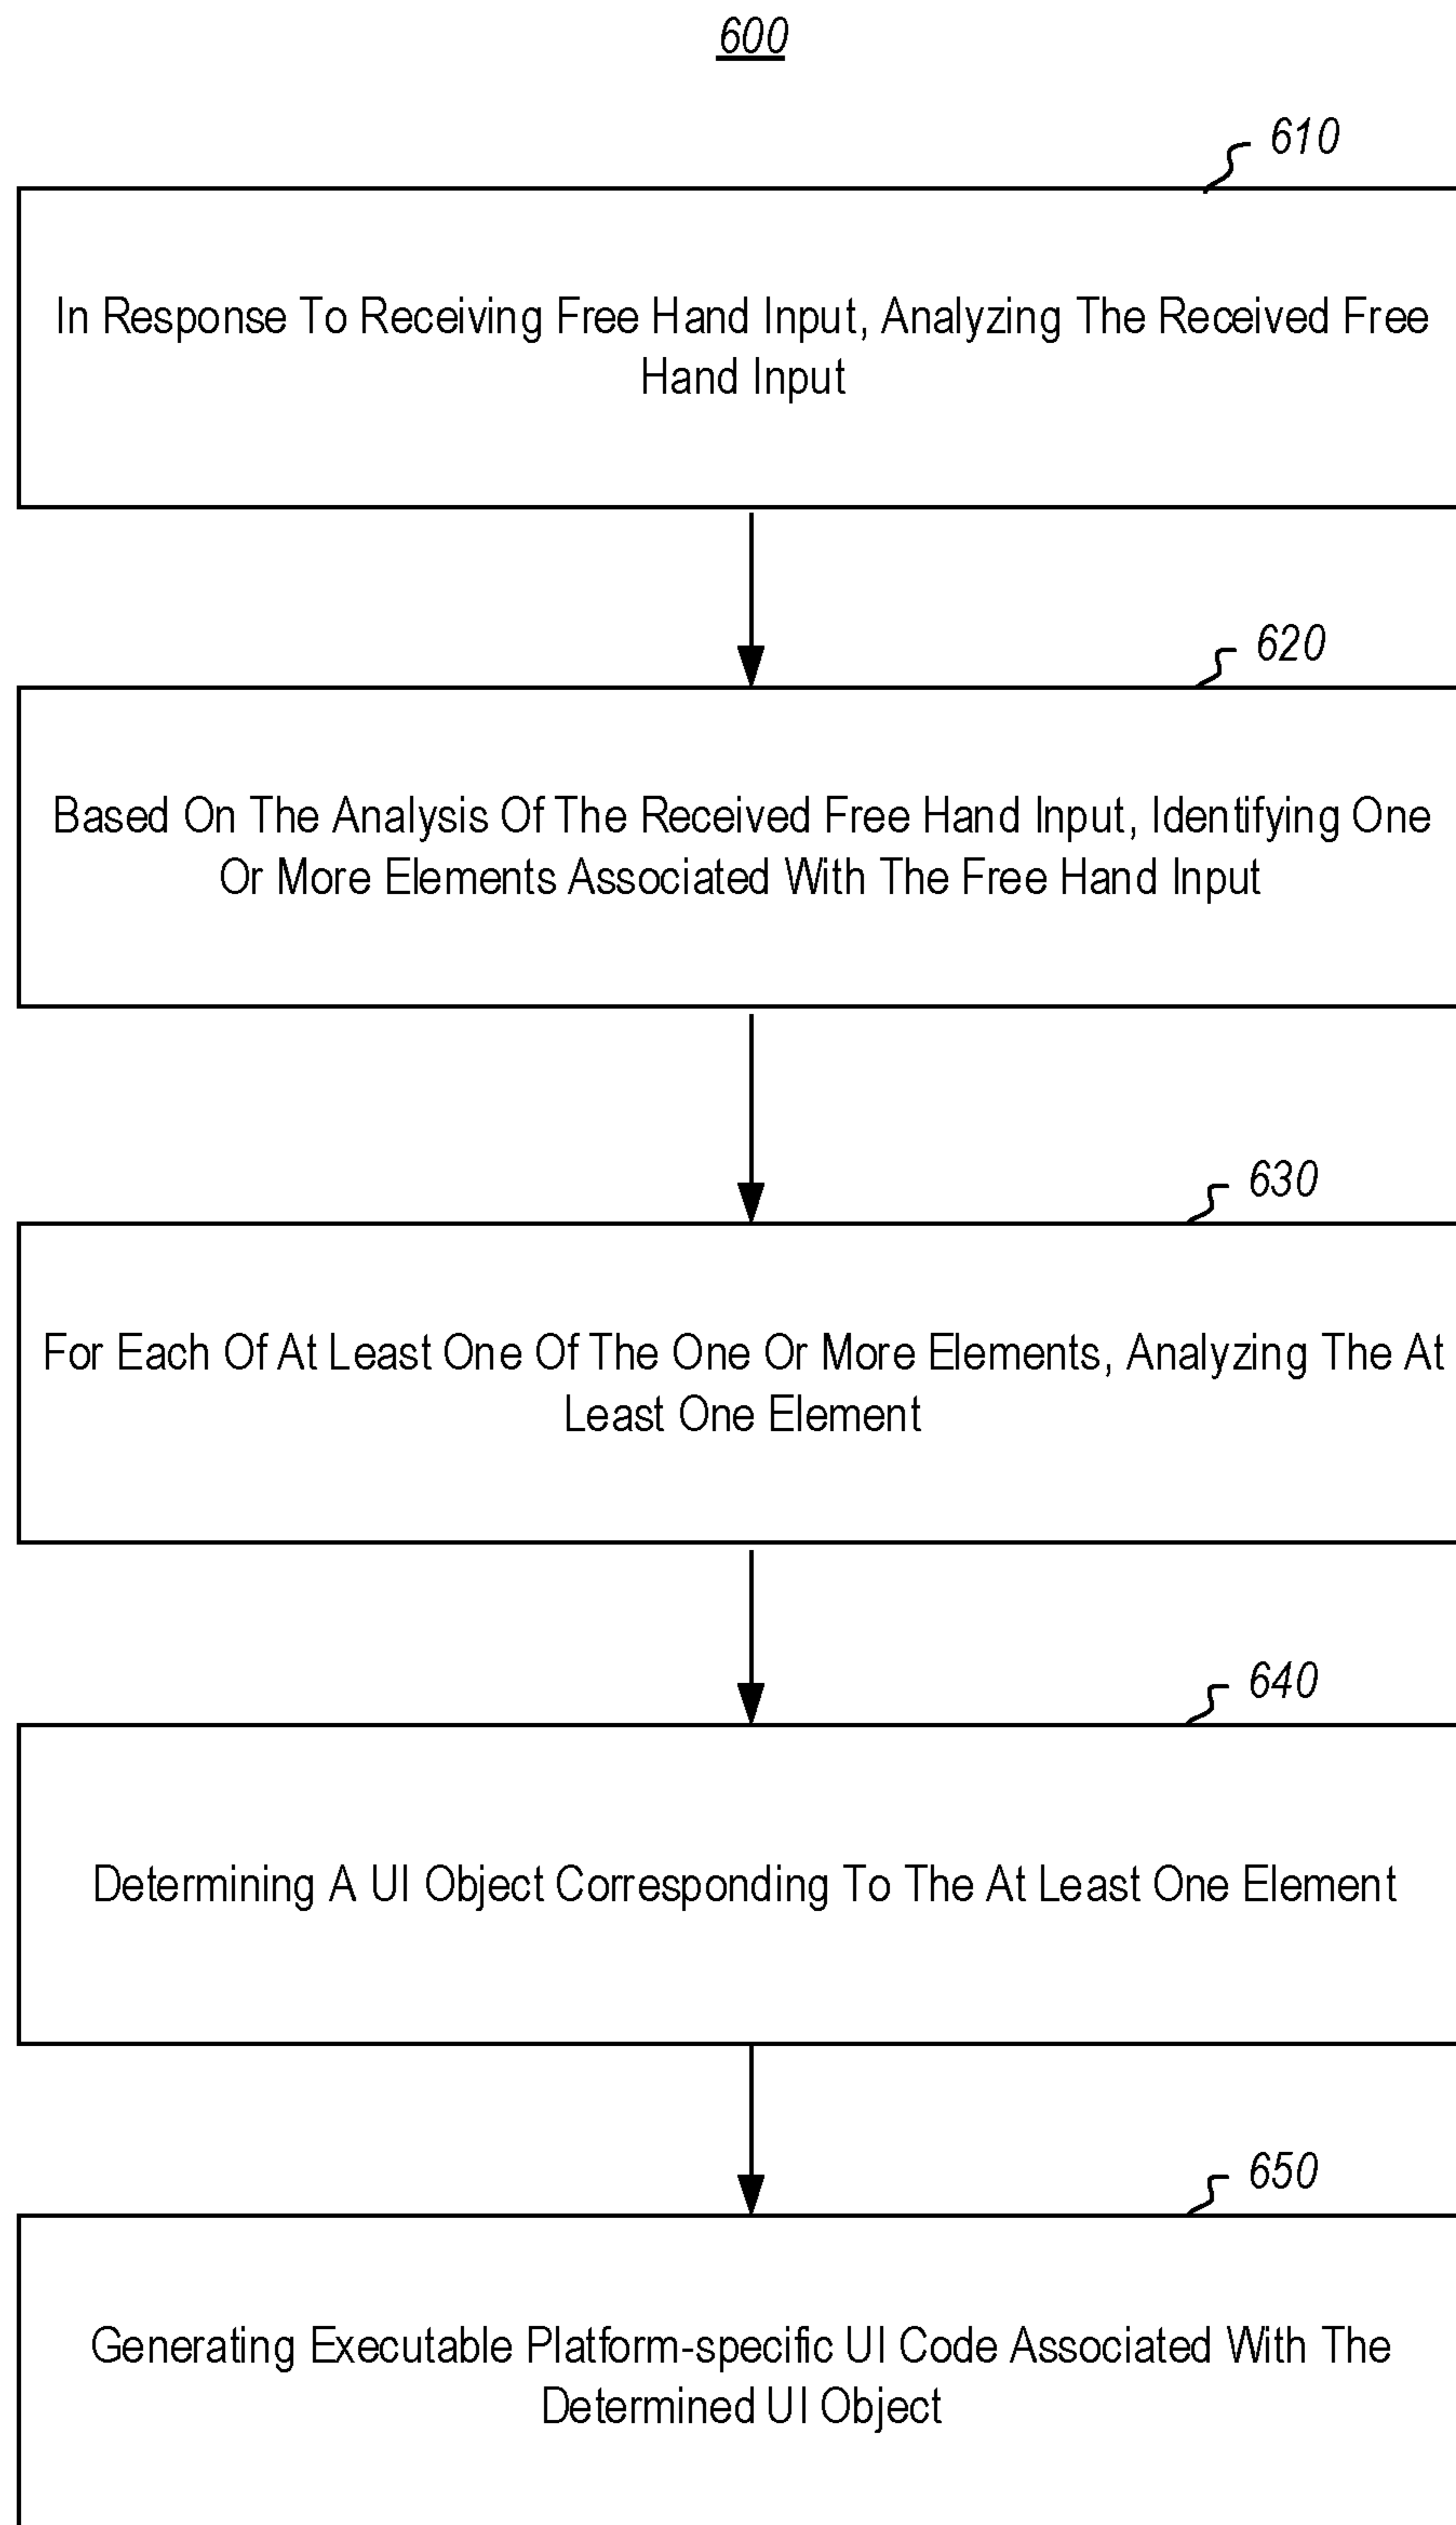 600
610
In Response To Receiving Free Hand Input, Analyzing The Received Free
Hand Input
620
Based On The Analysis Of The Received Free Hand Input, Identifying One
Or More Elements Associated With The Free Hand Input
630
For Each Of At Least One Of The One Or More Elements, Analyzing The At
Least One Element
640
Determining A UI Object Corresponding To The At Least One Element
650
Generating Executable Platform-specific UI Code Associated With The
Determined UI Object